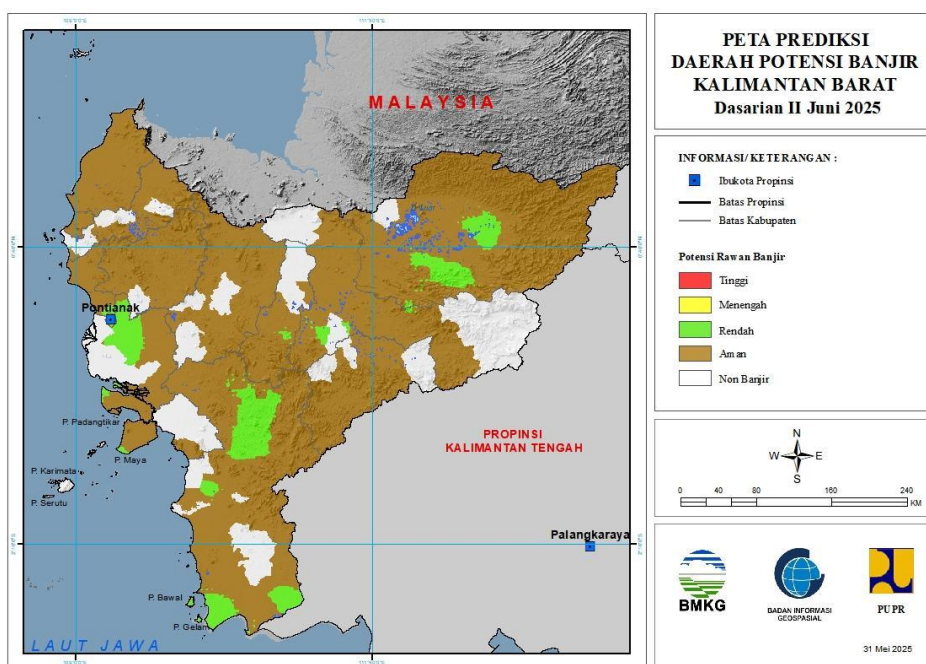 PETA PREDIKSI
DAERAH POTENSI BANJIR
KALIMANTAN BARAT
Dasarian II Juni 2025
INFORMASI/ KETERANGAN :
Ibukota Propinsi
Batas Propinsi
Batas Kabupaten
Potensi Rawan Banjir
Tinggi
Menengah
Rendah
Aman
Non Banjir
N
W E
S
0 40 80 160 240
KM
BMKG
BADAN INFORMASI
GEOSPASIAL
PUPR
31 Mei 2025
MALAYSIA
Pontianak
P. Padangtikar
P. Maya
P. Karimata
P. Serutu
PROPINSI
KALIMANTAN TENGAH
Palangkaraya
P. Bawal
P. Gelam
LAUT JAWA